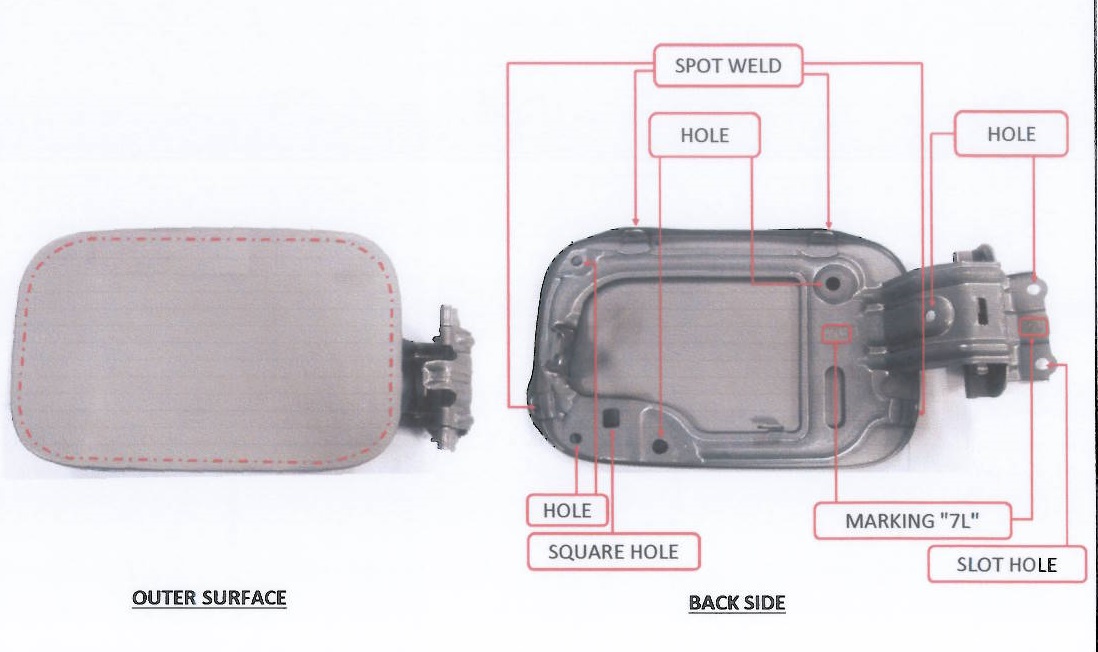 SPOT WELD
HOLE
HOLE
HOLE
SQUARE HOLE
MARKING "7L"
SLOT HOLE
OUTER SURFACE
BACK SIDE